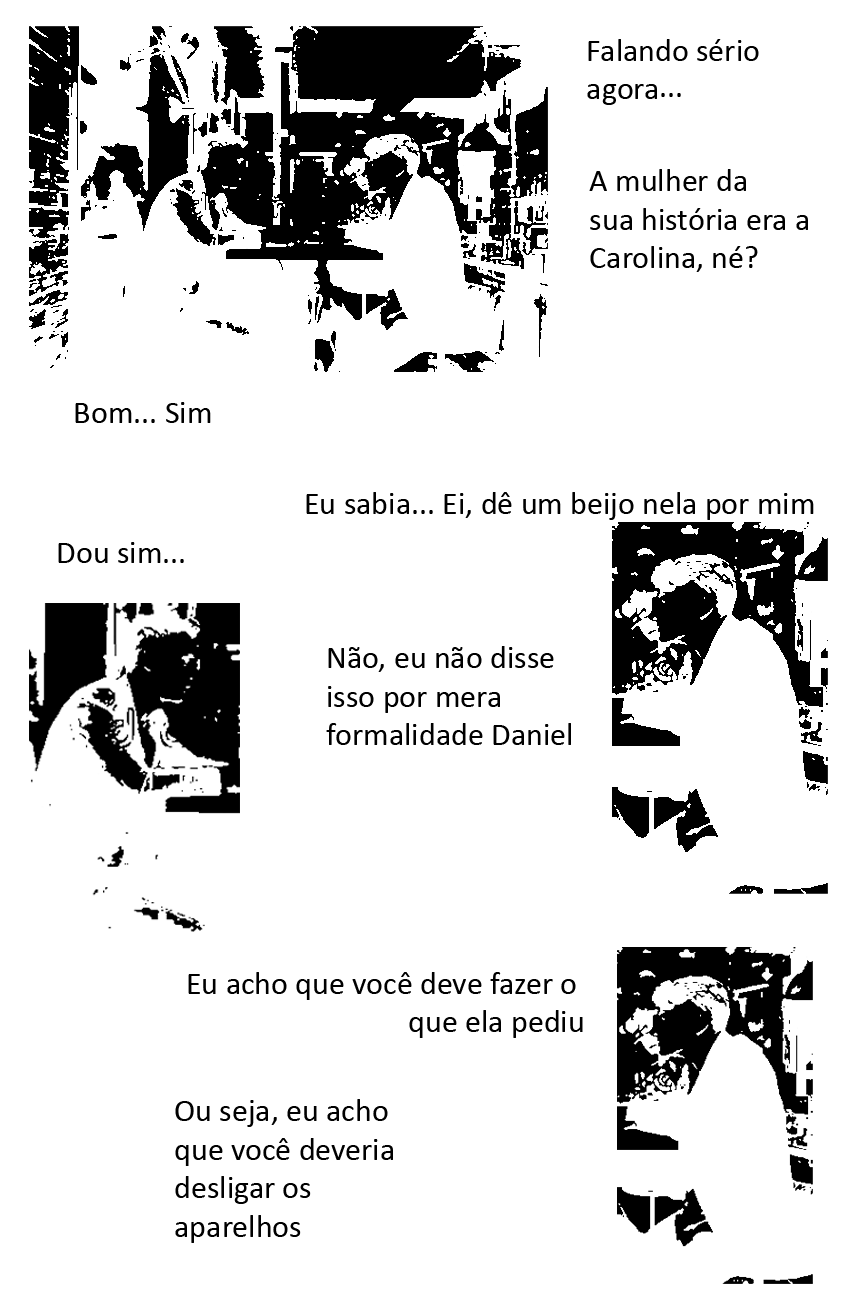 Falando sério
agora...
A mulher da
sua história era a
Carolina, né?
Bom... Sim
Eu sabia... Ei, dê um beijo nela por mim
Dou sim...
Não, eu não disse
isso por mera
formalidade Daniel
Eu acho que você deve fazer o
que ela pediu
Ou seja, eu acho
que você deveria
desligar os
aparelhos